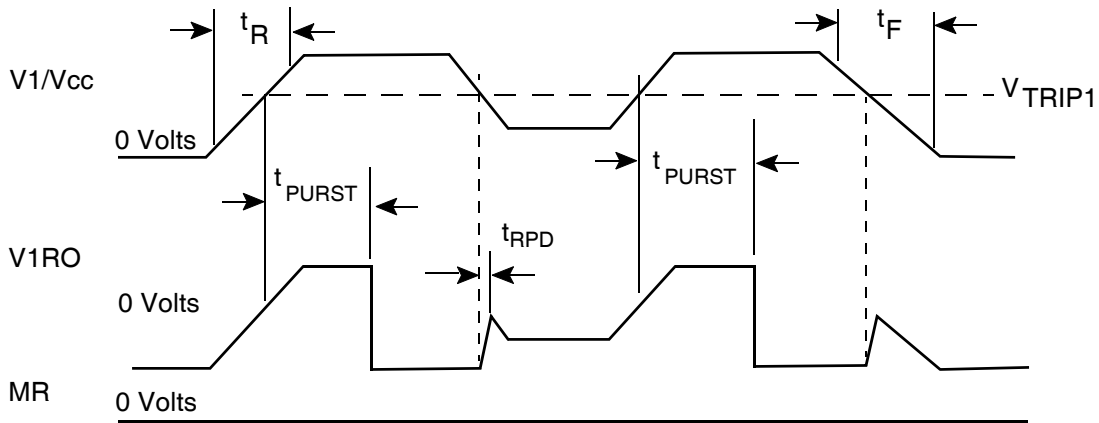 tR
tF
V1/Vcc
VTRIP1
0 Volts
tPURST
tPURST
tRPD
V1RO
0 Volts
MR
0 Volts